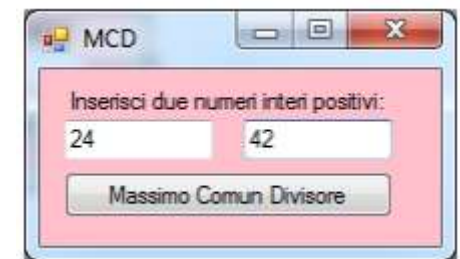 MCD
Inserisci due numeri interi positivi:
24 42
Massimo Comun Divisore